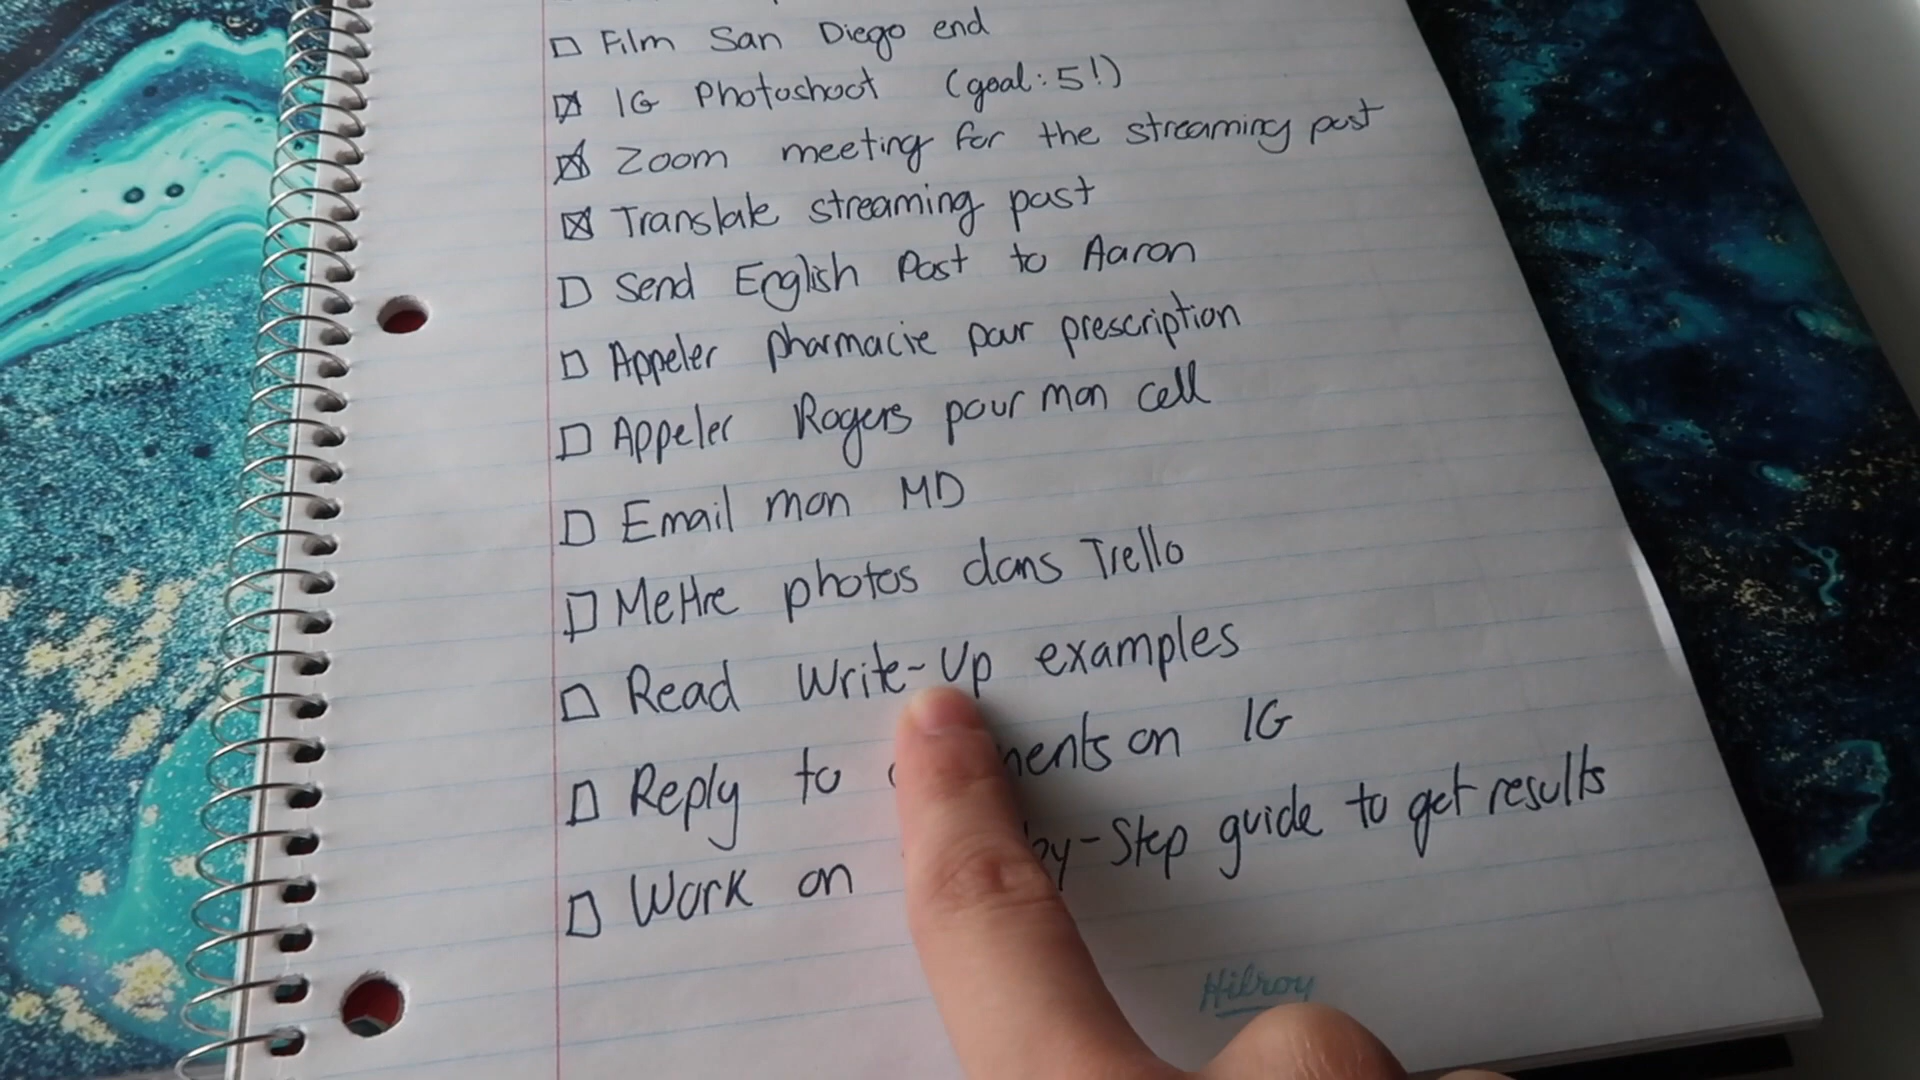 Film San Diego end
IG Photoshoot (goal: 5!)
Zoom meeting for the streaming post
Translate streaming post
Send English Post to Aaron
Appeler pharmacie pour prescription
Appeler Rogers pour mon cell
Email mon MD
Mettre photos dans Trello
Read Write-Up examples
Reply to on IG
Work on by-Step guide to get results
Hilroy